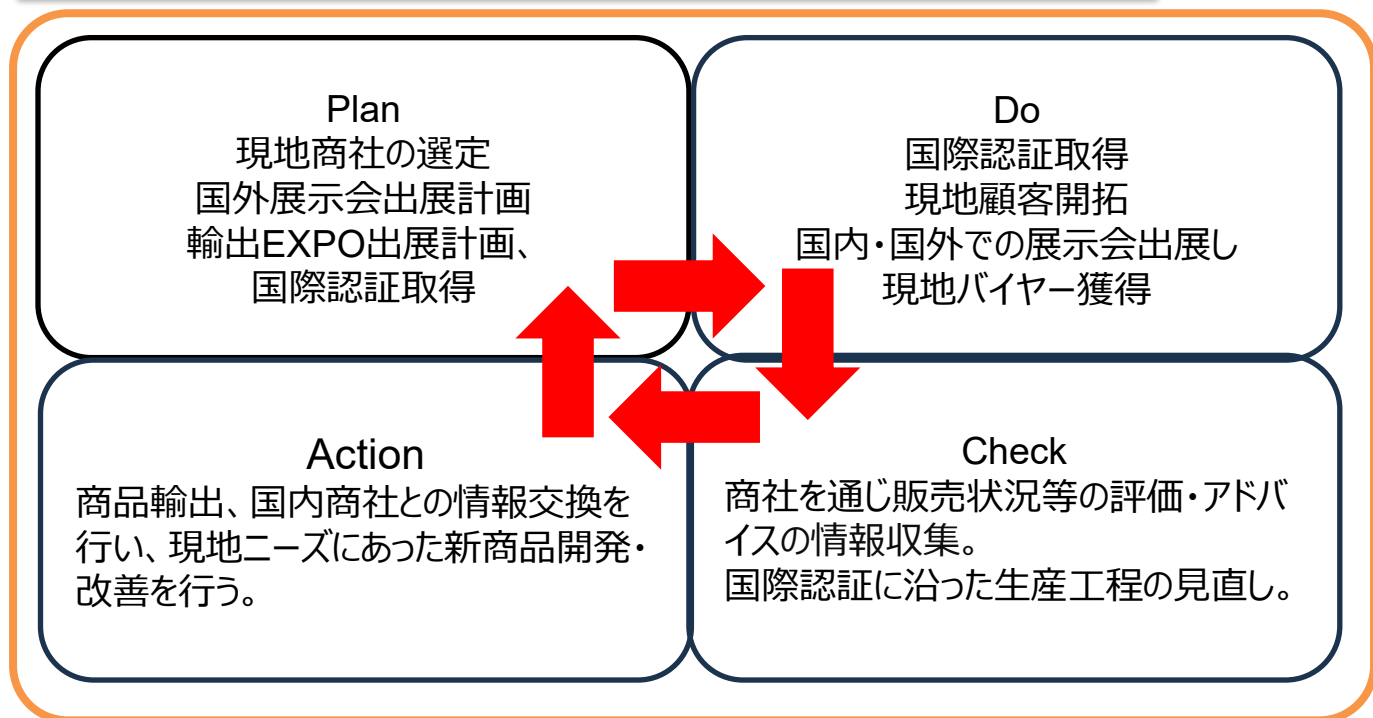 Plan
現地商社の選定
国外展示会出展計画
輸出EXPO出展計画、
国際認証取得
Do
国際認証取得
現地顧客開拓
国内・国外での展示会出展し
現地バイヤー獲得
Action
商品輸出、国内商社との情報交換を
行い、現地ニーズにあった新商品開発・
改善を行う。
Check
商社を通じ販売状況等の評価・アドバ
イスの情報収集。
国際認証に沿った生産工程の見直し。